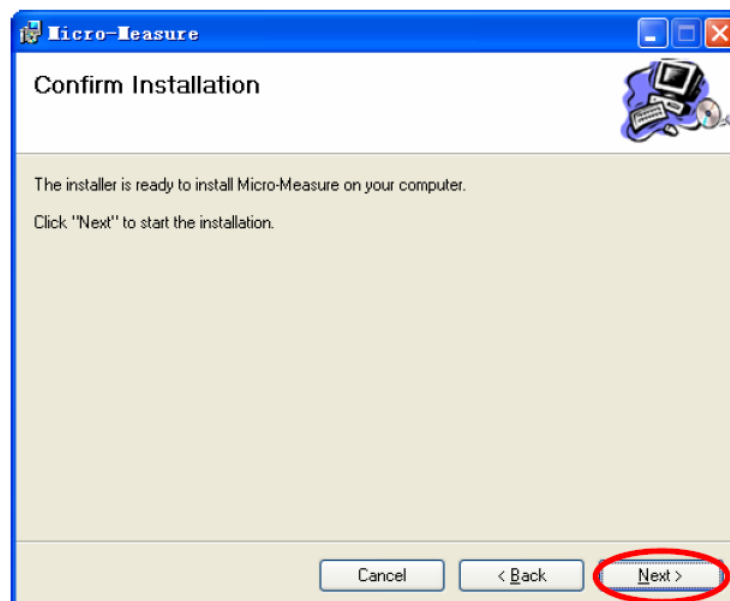 Micro-Measure
Confirm Installation
The installer is ready to install Micro-Measure on your computer.
Click "Next" to start the installation.
Cancel
< Back
Next >